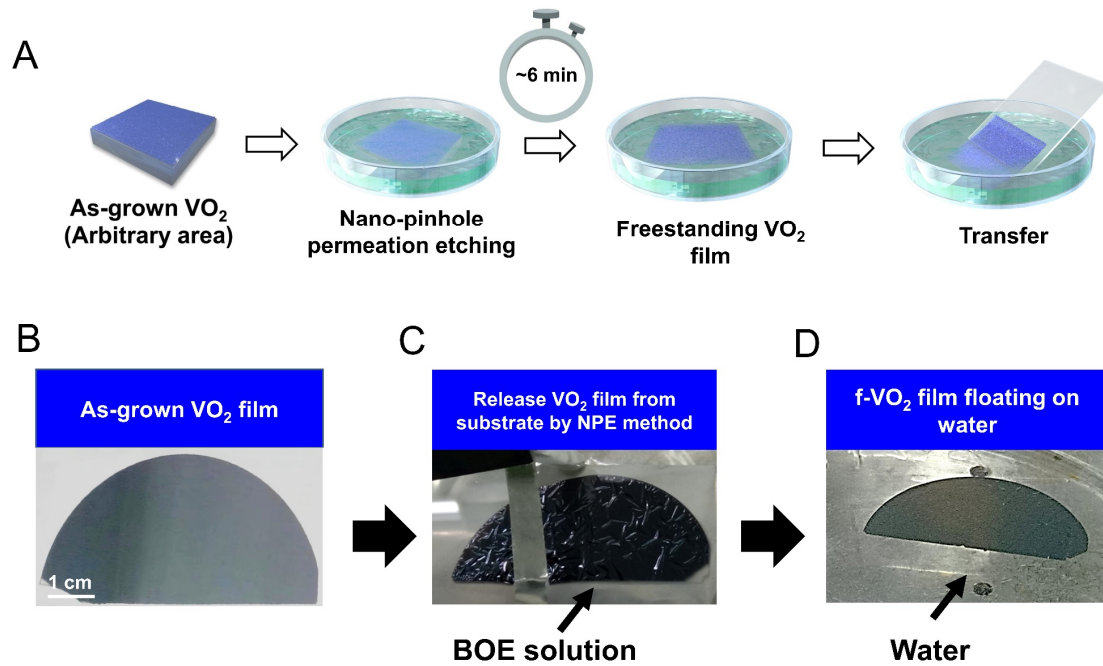 A
~6 min
As-grown VO₂
(Arbitrary area)
Nano-pinhole
permeation etching
Freestanding VO₂
film
Transfer
B
As-grown VO₂ film
1 cm
C
Release VO₂ film from
substrate by NPE method
BOE solution
D
f-VO₂ film floating on
water
Water